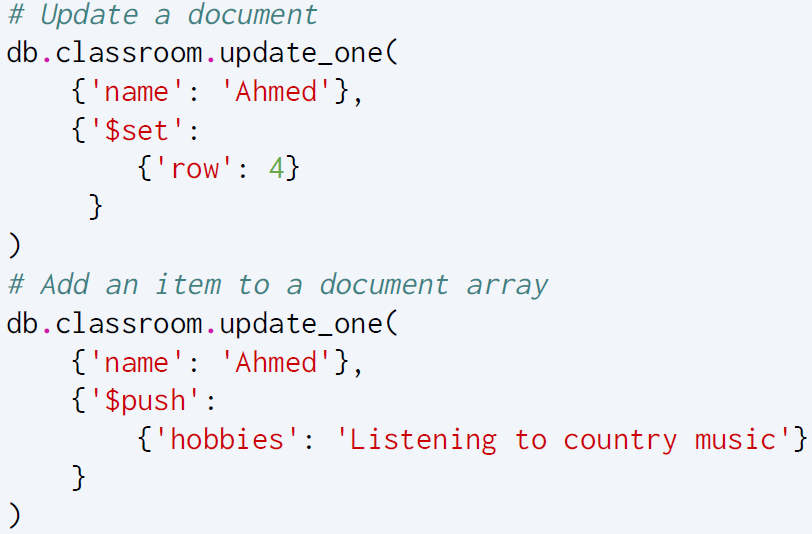 # Update a document
db.classroom.update_one(
    {'name': 'Ahmed'},
    {'$set':
        {'row': 4}
     }
)
# Add an item to a document array
db.classroom.update_one(
    {'name': 'Ahmed'},
    {'$push':
        {'hobbies': 'Listening to country music'}
    }
)